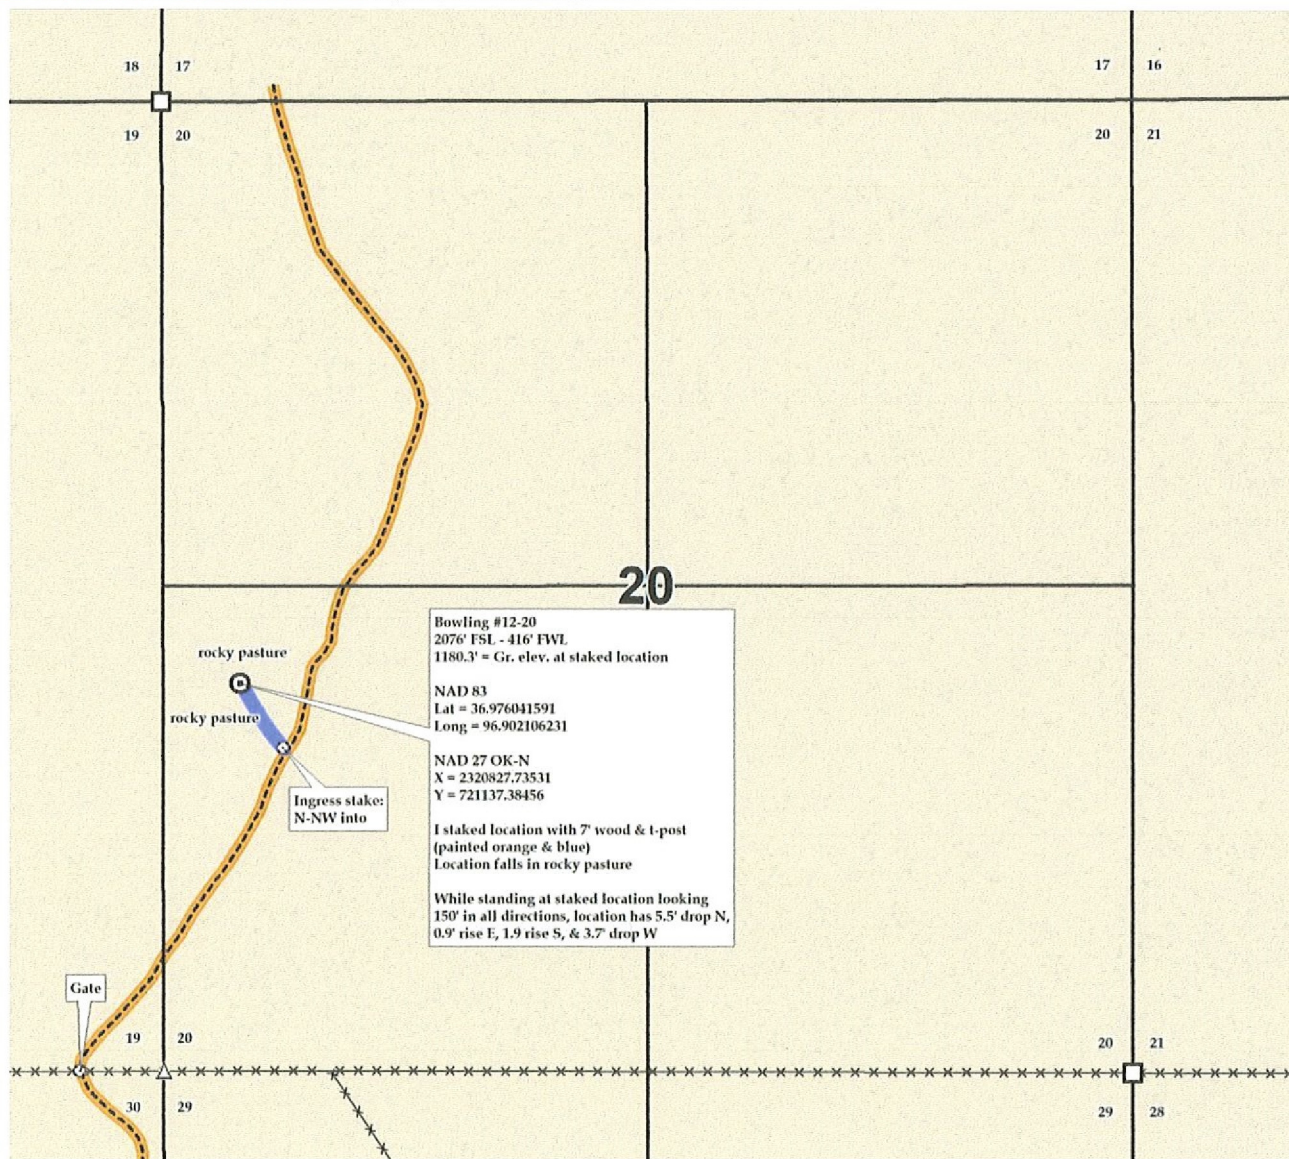 18 17
17 16
19 20
20 21
20
Bowling #12-20
2076' FSL - 416' FWL
1180.3' = Gr. elev. at staked location
NAD 83
Lat = 36.976041591
Long = 96.902106231
NAD 27 OK-N
X = 2320827.73531
Y = 721137.38456
I staked location with 7' wood & t-post
(painted orange & blue)
Location falls in rocky pasture
While standing at staked location looking
150' in all directions, location has 5.5' drop N,
0.9' rise E, 1.9 rise S, & 3.7' drop W
rocky pasture
rocky pasture
Ingress stake:
N-NW into
Gate
19 20
20 21
30 29
29 28